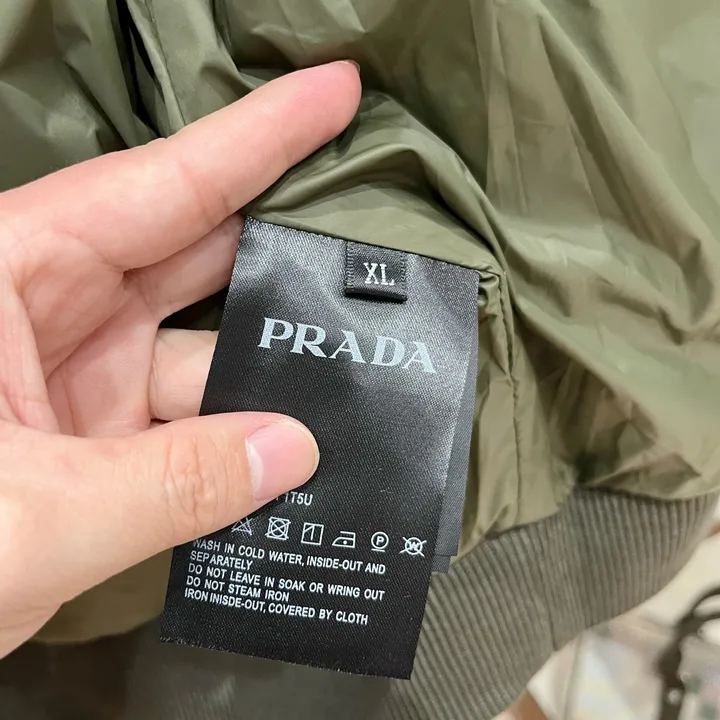 XL
PRADA
1T5U
P
W
WASH IN COLD WATER, INSIDE-OUT AND
SEPARATELY
DO NOT LEAVE IN SOAK OR WRING OUT
DO NOT STEAM IRON
IRON INISDE-OUT, COVERED BY CLOTH